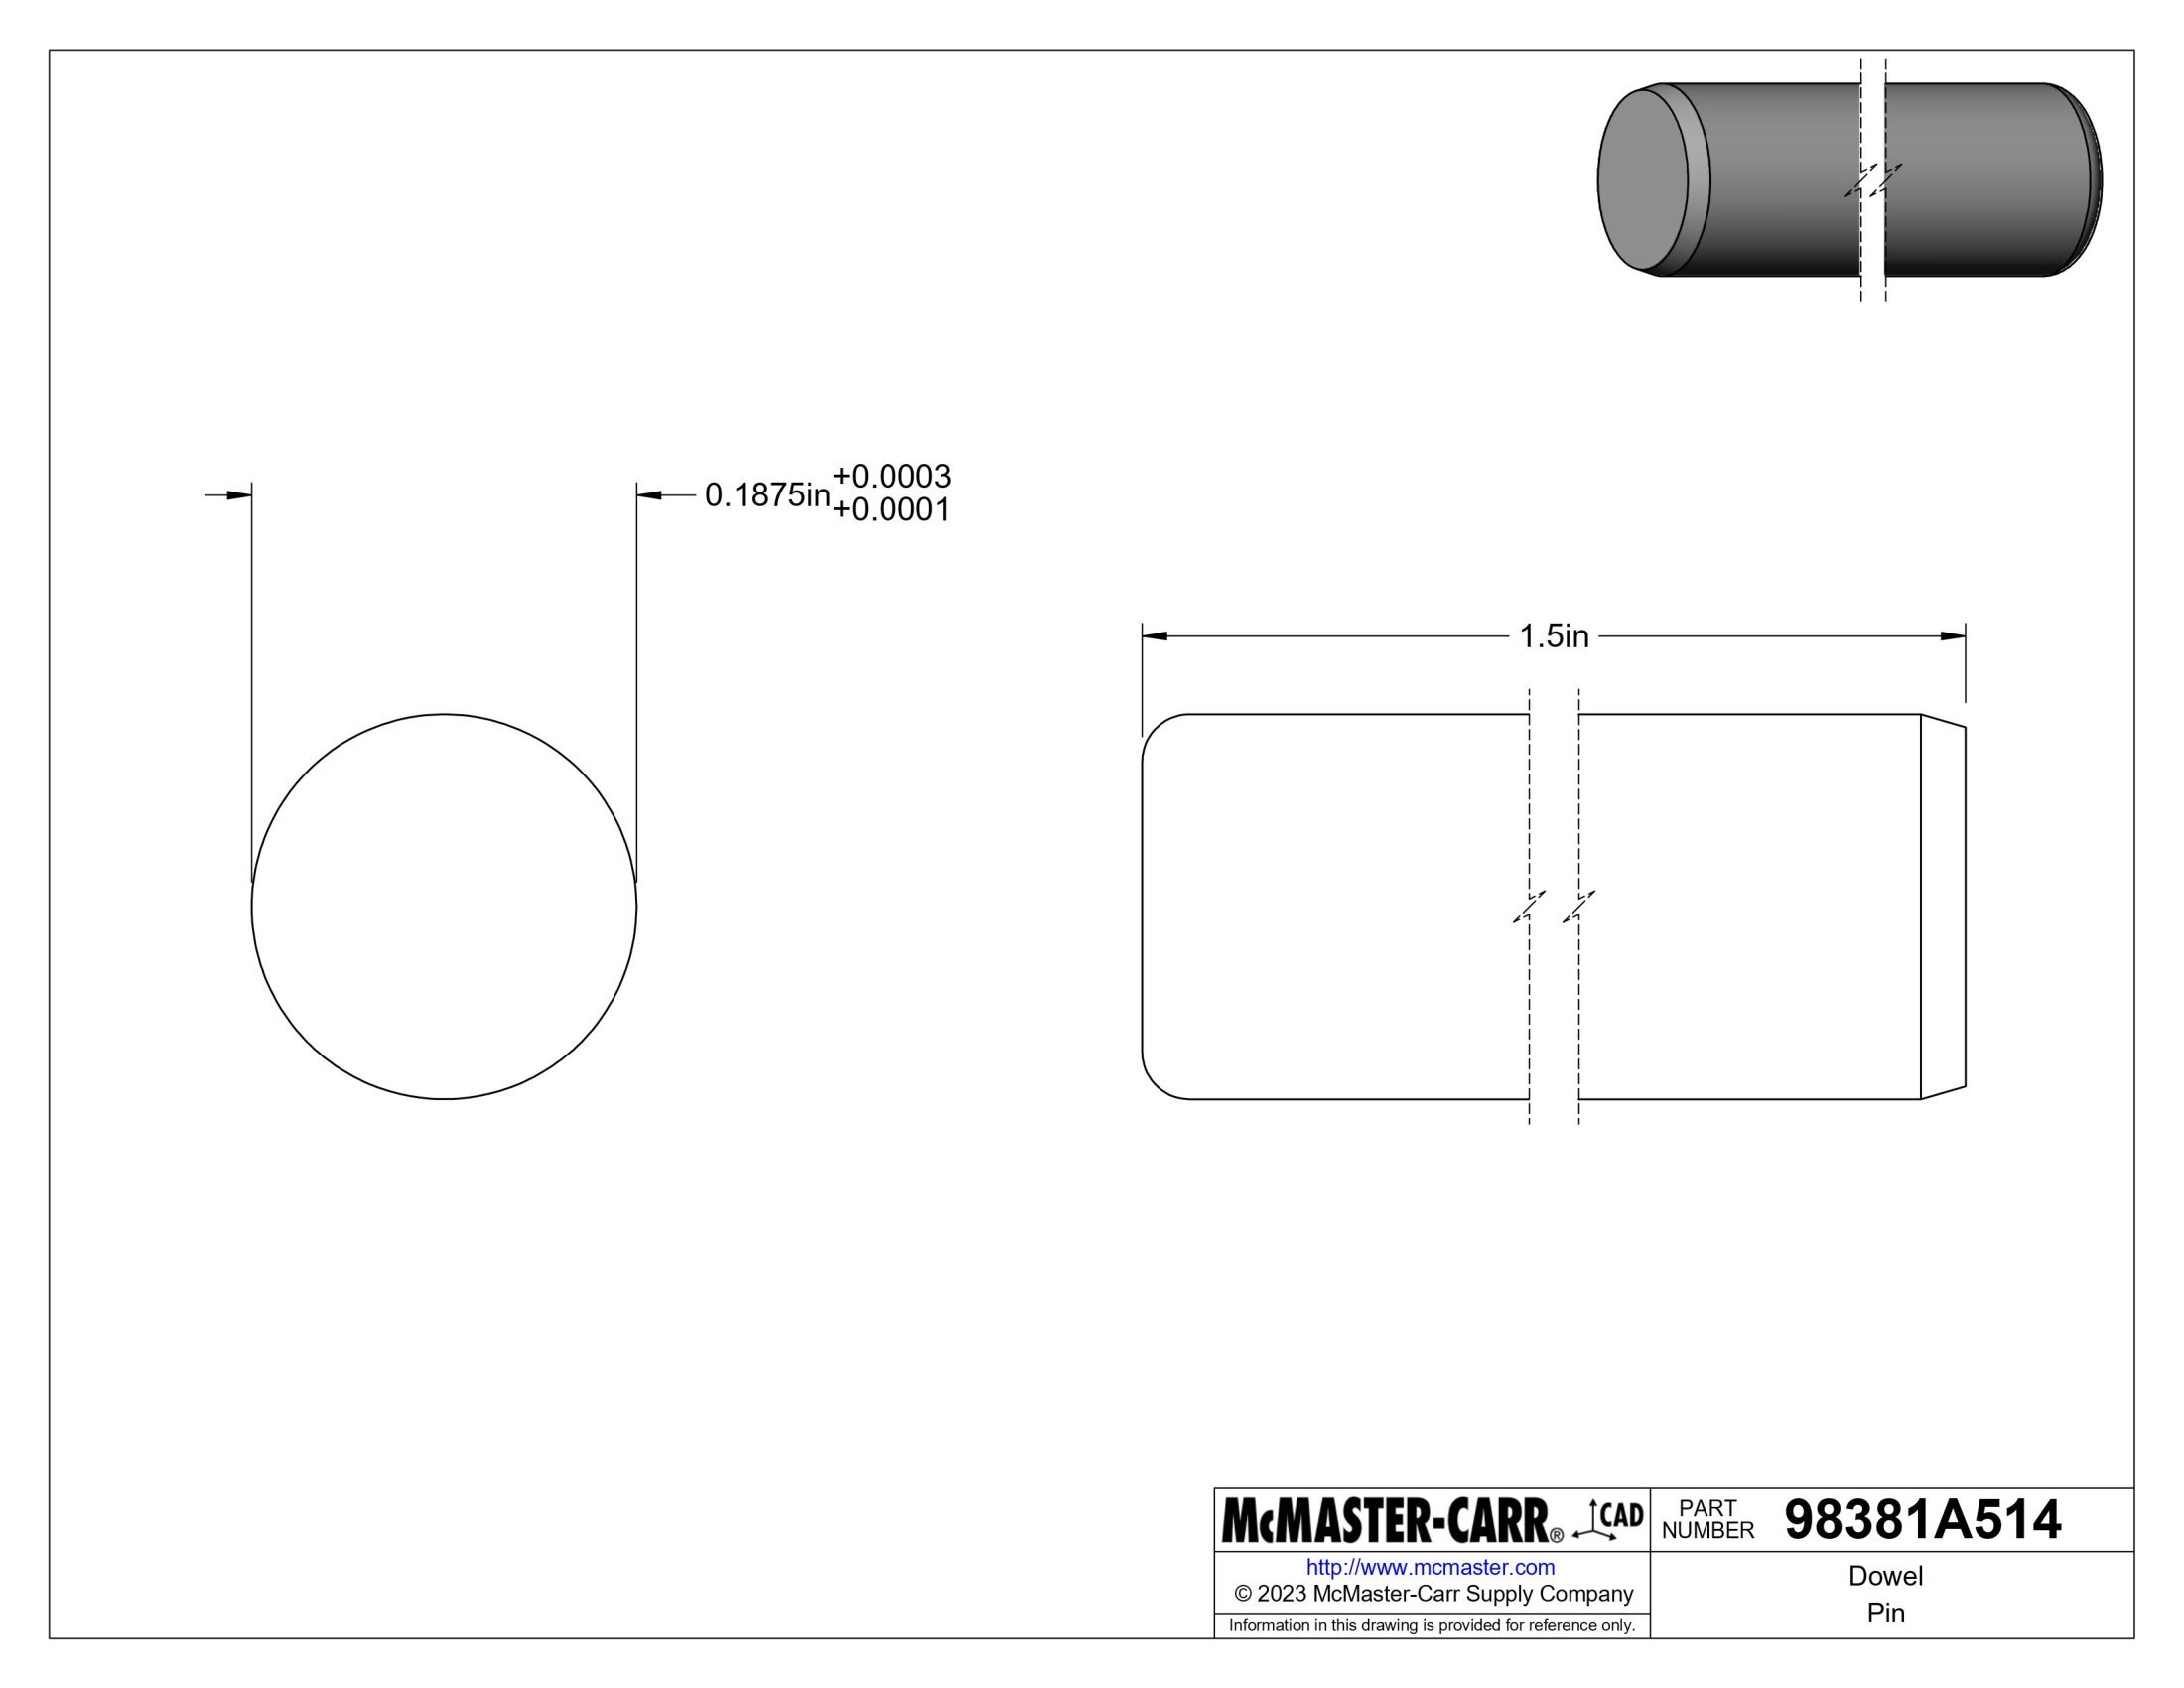 0.1875in +0.0003
+0.0001
1.5in
McMASTER-CARR® CAD
PART
NUMBER
98381A514
http://www.mcmaster.com
© 2023 McMaster-Carr Supply Company
Information in this drawing is provided for reference only.
Dowel
Pin